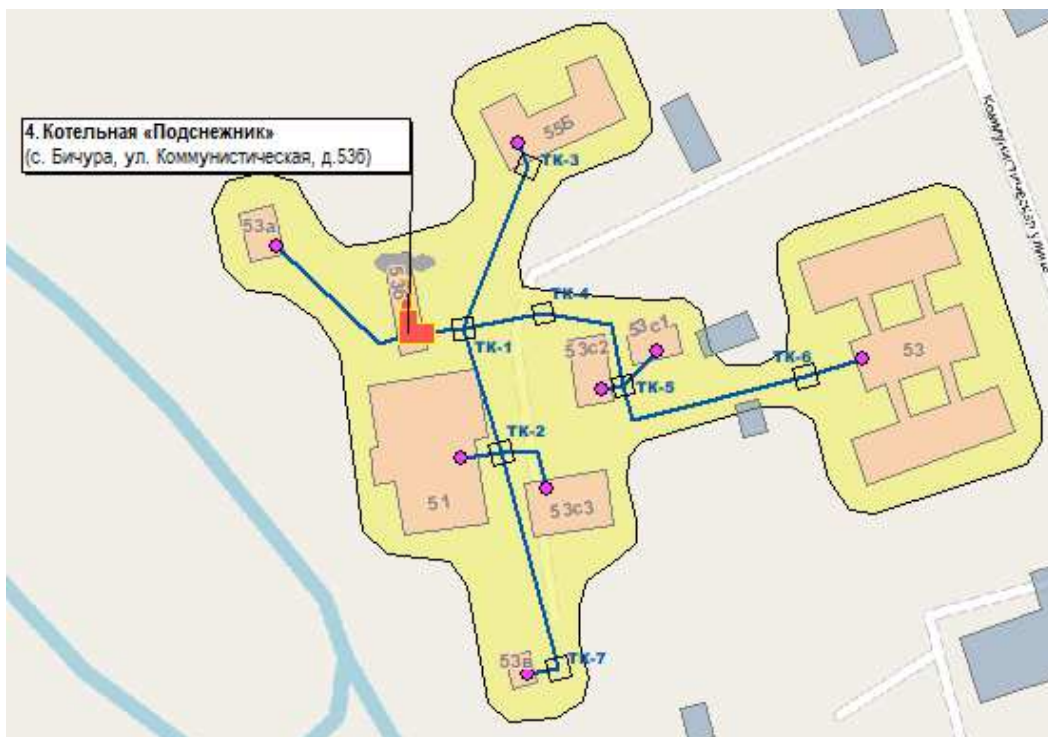 4. Котельная «Подснежник»
(с. Бичура, ул. Коммунистическая, д.53б)
55Б
ТК-3
Коммунистическая улица
53а
53б
ТК-4
ТК-1
53с1
53с2
53
ТК-6
ТК-5
ТК-2
51
53с3
53в
ТК-7